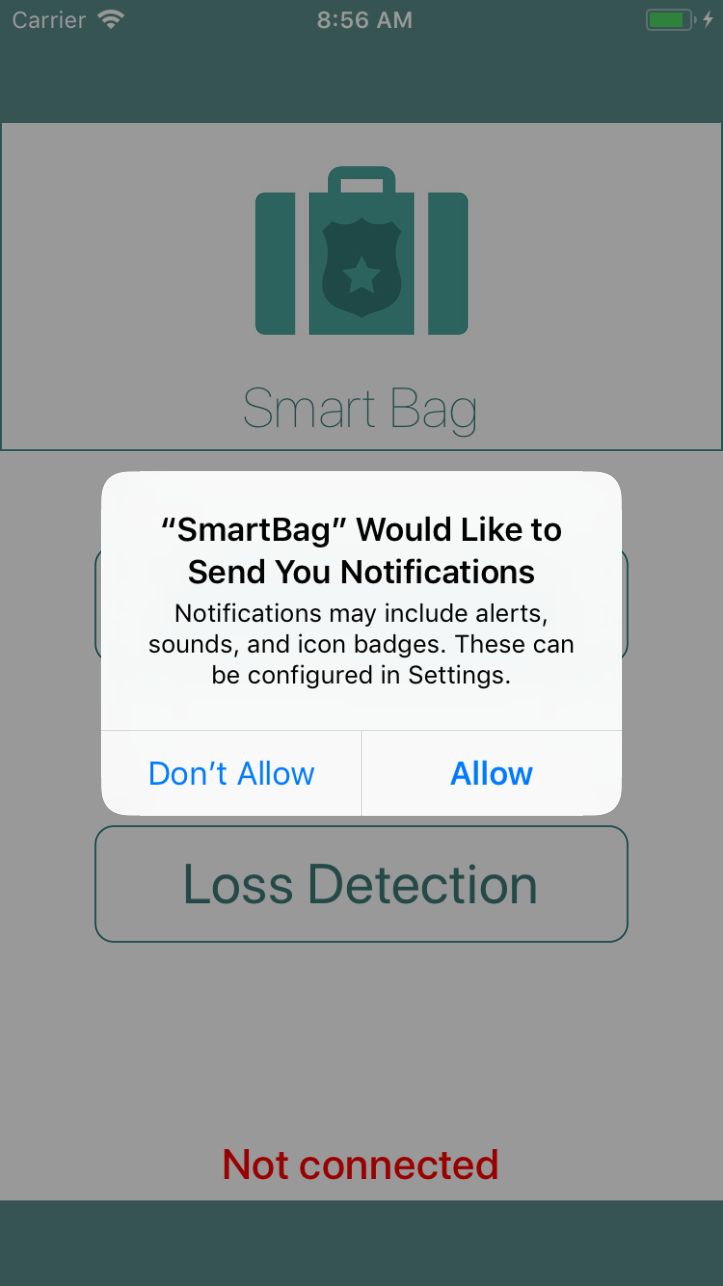 Carrier 8:56 AM
Smart Bag
“SmartBag” Would Like to
Send You Notifications
Notifications may include alerts,
sounds, and icon badges. These can
be configured in Settings.
Don’t Allow Allow
Loss Detection
Not connected